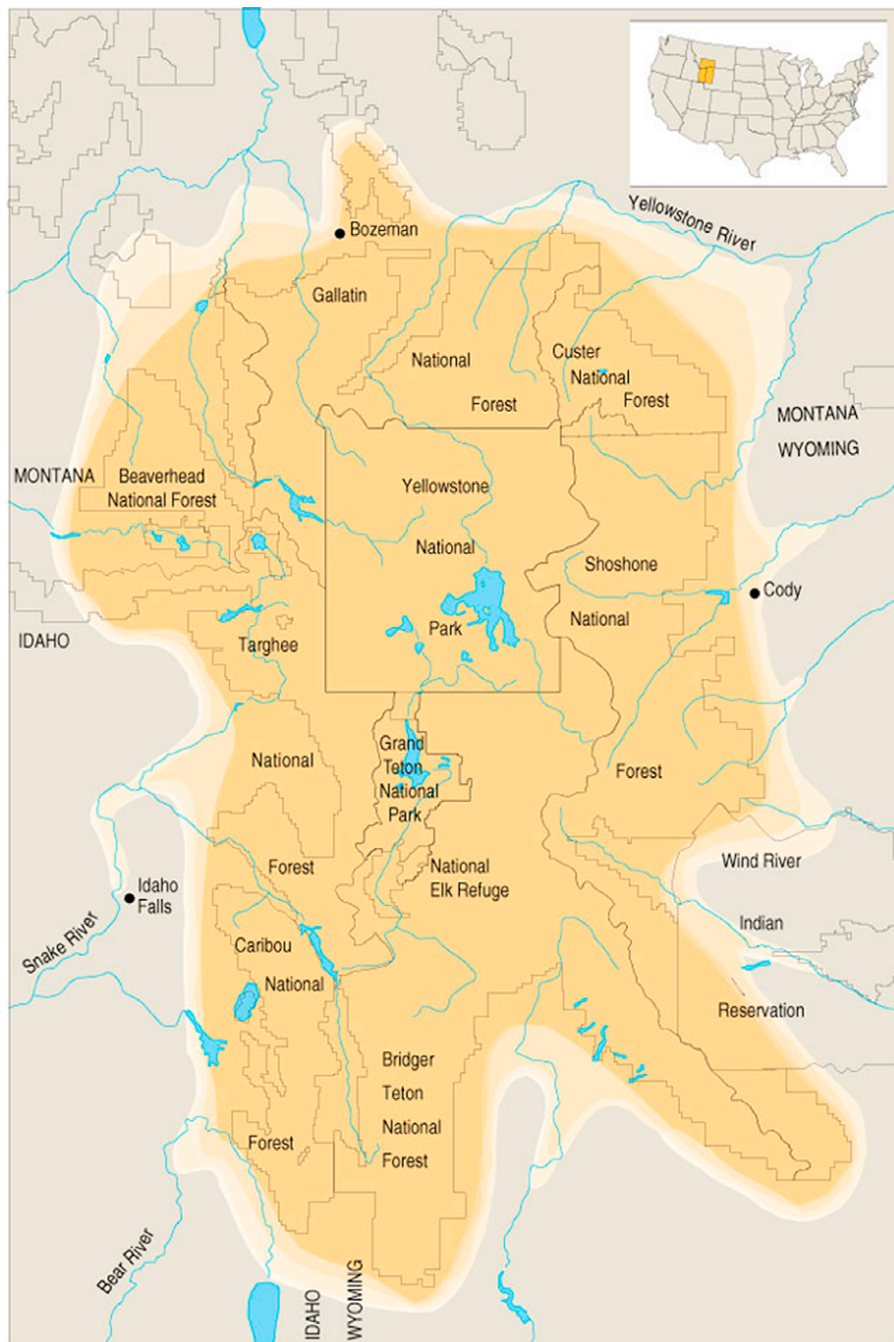 Yellowstone River
Bozeman
Gallatin
National
Forest
Custer
National
Forest
MONTANA
WYOMING
MONTANA
Beaverhead
National Forest
Yellowstone
National
Park
Shoshone
National
Forest
Cody
IDAHO
Targhee
National
Forest
Grand
Teton
National
Park
National
Elk Refuge
Wind River
Indian
Reservation
Idaho
Falls
Snake River
Caribou
National
Forest
Bridger
Teton
National
Forest
Bear River
IDAHO
WYOMING